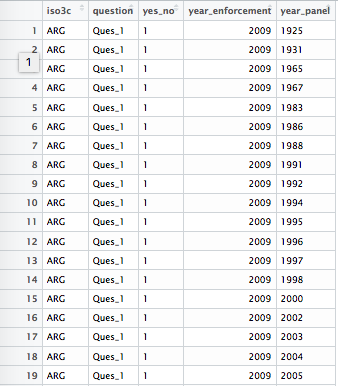 iso3c question yes_no year_enforcement year_panel
1 ARG Ques_1 1 2009 1925
2 ARG Ques_1 1 2009 1931
1
ARG Ques_1 1 2009 1965
4 ARG Ques_1 1 2009 1967
5 ARG Ques_1 1 2009 1983
6 ARG Ques_1 1 2009 1986
7 ARG Ques_1 1 2009 1988
8 ARG Ques_1 1 2009 1991
9 ARG Ques_1 1 2009 1992
10 ARG Ques_1 1 2009 1994
11 ARG Ques_1 1 2009 1995
12 ARG Ques_1 1 2009 1996
13 ARG Ques_1 1 2009 1997
14 ARG Ques_1 1 2009 1998
15 ARG Ques_1 1 2009 2000
16 ARG Ques_1 1 2009 2002
17 ARG Ques_1 1 2009 2003
18 ARG Ques_1 1 2009 2004
19 ARG Ques_1 1 2009 2005